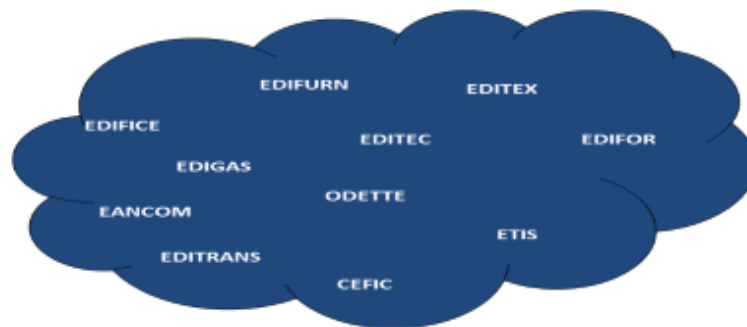 EDIFURN
EDITEX
EDIFICE
EDITEC
EDIFOR
EDIGAS
ODETTE
EANCOM
ETIS
EDITRANS
CEFIC